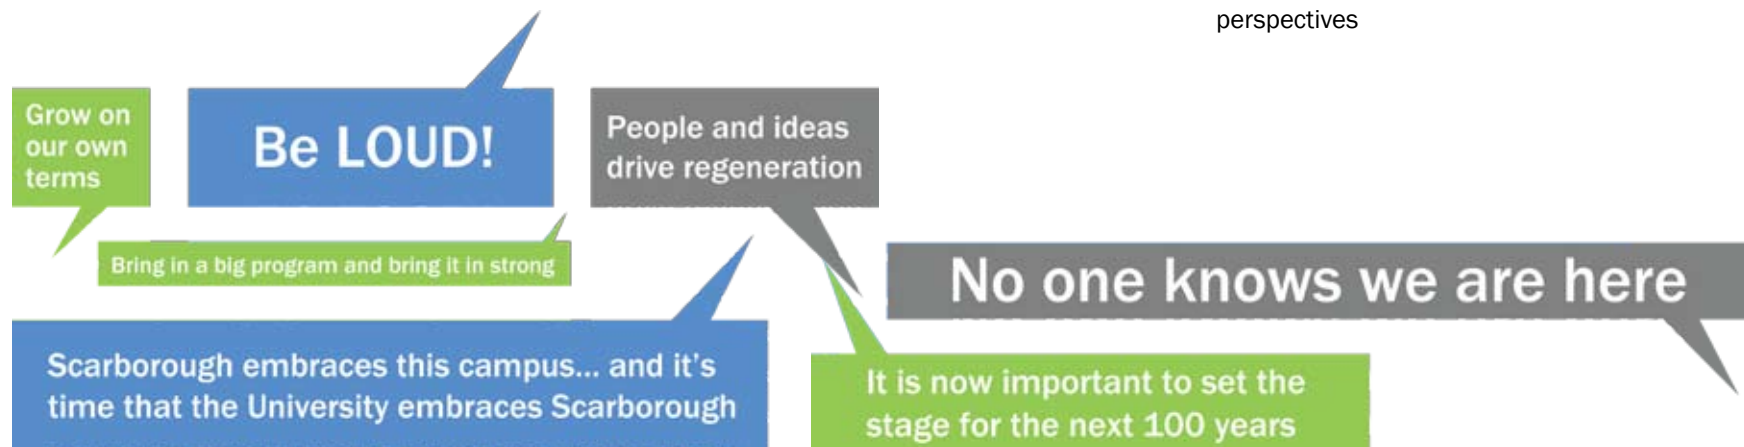 perspectives
Grow on
our own
terms
Be LOUD!
People and ideas
drive regeneration
Bring in a big program and bring it in strong
No one knows we are here
Scarborough embraces this campus... and it's
time that the University embraces Scarborough
It is now important to set the
stage for the next 100 years